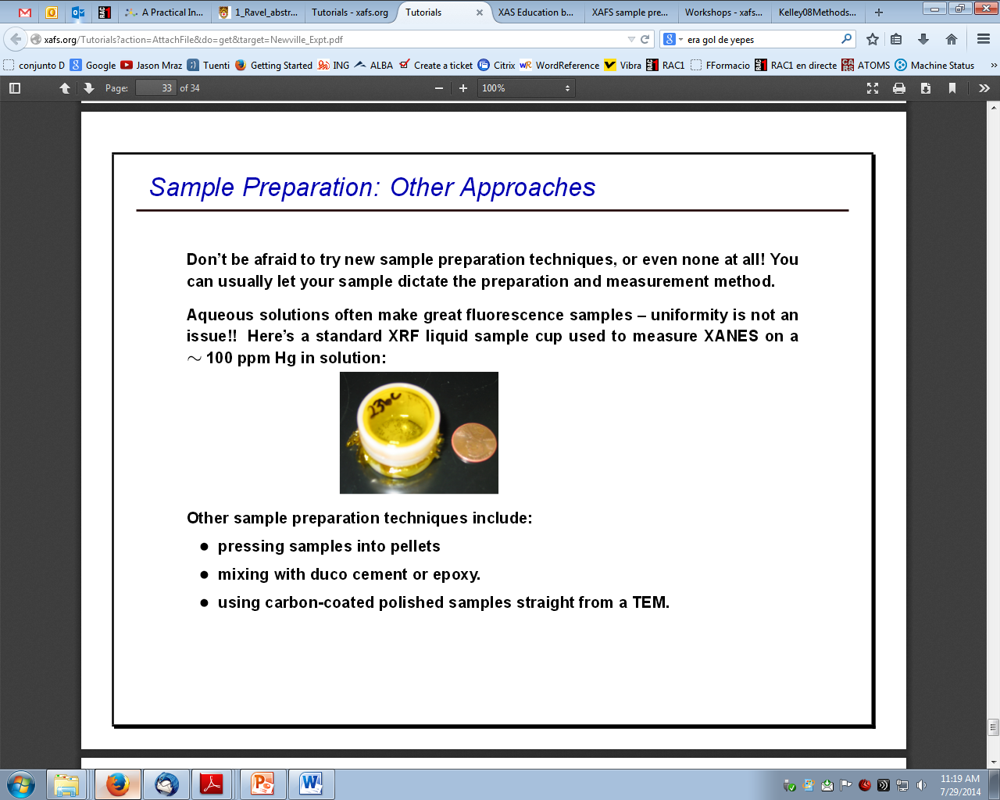 A Practical In...
1_Ravel_abstr...
Tutorials - xafs.org
Tutorials
XAS Education b...
XAFS sample pre...
Workshops - xafs...
Kelley08Methods...
xafs.org/Tutorials?action=AttachFile&do=get&target=Newville_Expt.pdf
era gol de yepes
conjunto D Google Jason Mraz Tuenti Getting Started ING ALBA Create a ticket Citrix WordReference Vibra RAC1 FFormacio RAC1 en directe ATOMS Machine Status
Page: 33 of 34 100%
Sample Preparation: Other Approaches
Don't be afraid to try new sample preparation techniques, or even none at all! You
can usually let your sample dictate the preparation and measurement method.
Aqueous solutions often make great fluorescence samples – uniformity is not an
issue!! Here's a standard XRF liquid sample cup used to measure XANES on a
∼ 100 ppm Hg in solution:
Other sample preparation techniques include:
● pressing samples into pellets
● mixing with duco cement or epoxy.
● using carbon-coated polished samples straight from a TEM.
11:19 AM
7/29/2014